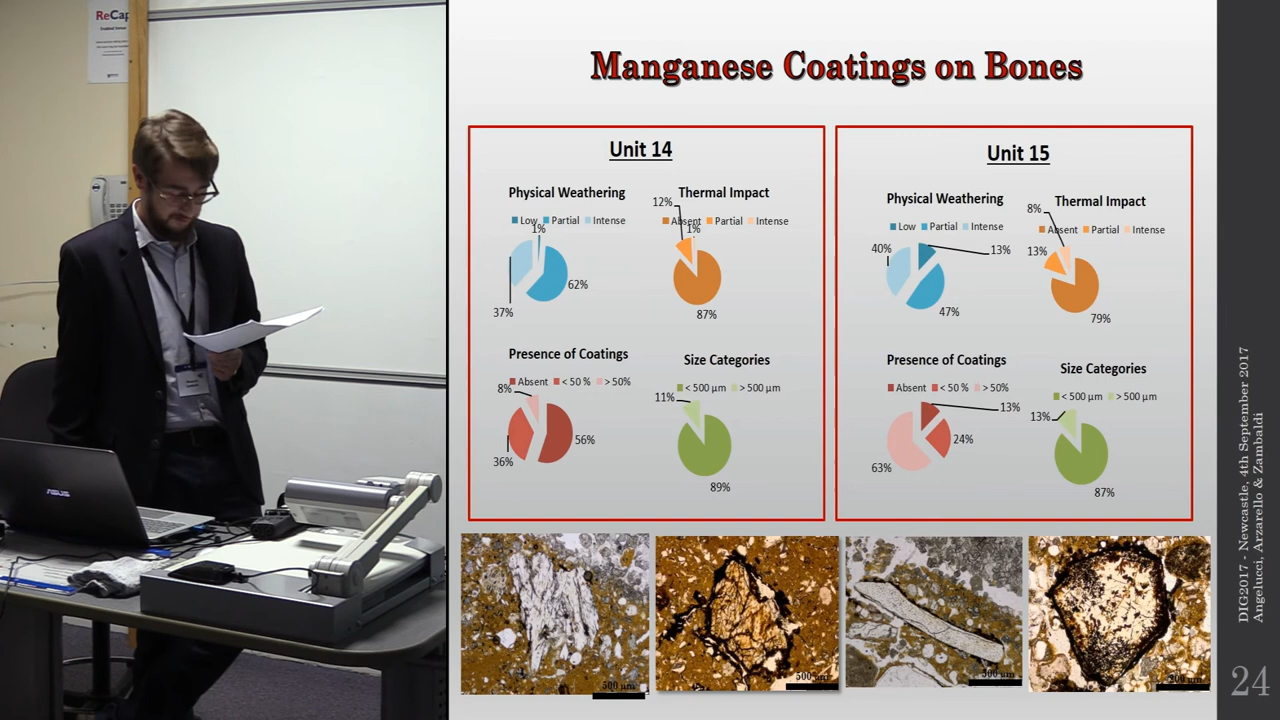 ReCap
Manganese Coatings on Bones
Unit 14
Physical Weathering
Low Partial Intense
1%
62%
37%
Thermal Impact
12%
Absent Partial Intense
1%
87%
Presence of Coatings
Absent < 50 % > 50%
8%
56%
36%
Size Categories
< 500 µm > 500 µm
11%
89%
Unit 15
Physical Weathering
Low Partial Intense
40%
13%
47%
Thermal Impact
8%
Absent Partial Intense
13%
79%
Presence of Coatings
Absent < 50 % > 50%
13%
24%
63%
Size Categories
< 500 µm > 500 µm
13%
87%
500 µm
500 µm
500 µm
DIG2017 - Newcastle, 4th September 2017
Angelucci, Arzarello & Zambaldi
24
ASUS